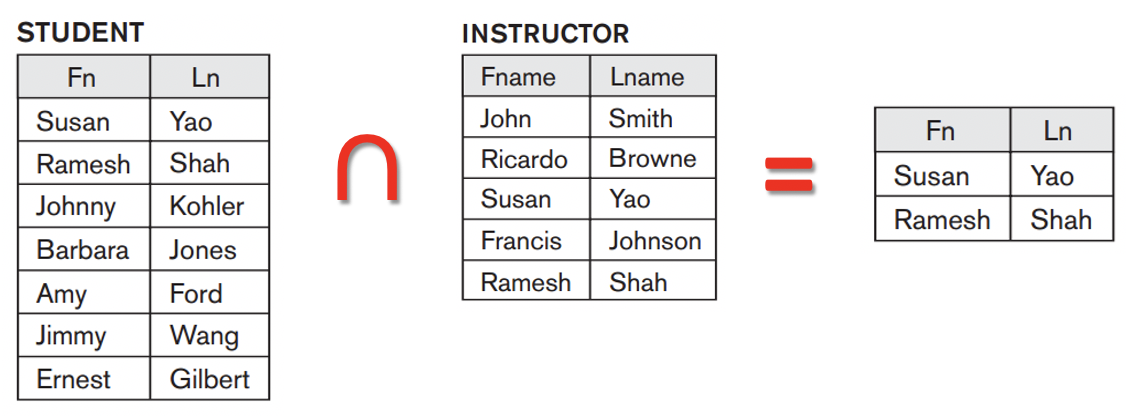 STUDENT
Fn Ln
Susan Yao
Ramesh Shah
Johnny Kohler
Barbara Jones
Amy Ford
Jimmy Wang
Ernest Gilbert
∩
INSTRUCTOR
Fname Lname
John Smith
Ricardo Browne
Susan Yao
Francis Johnson
Ramesh Shah
=
Fn Ln
Susan Yao
Ramesh Shah